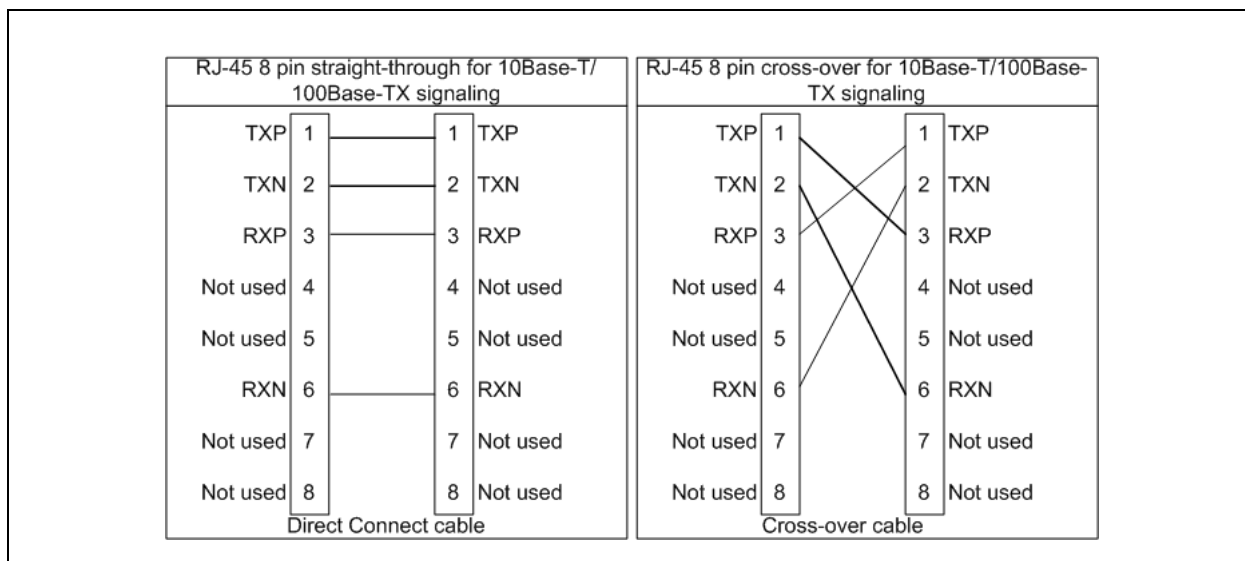 RJ-45 8 pin straight-through for 10Base-T/
100Base-TX signaling
TXP 1 1 TXP
TXN 2 2 TXN
RXP 3 3 RXP
Not used 4 4 Not used
Not used 5 5 Not used
RXN 6 6 RXN
Not used 7 7 Not used
Not used 8 8 Not used
Direct Connect cable
RJ-45 8 pin cross-over for 10Base-T/100Base-
TX signaling
TXP 1 1 TXP
TXN 2 2 TXN
RXP 3 3 RXP
Not used 4 4 Not used
Not used 5 5 Not used
RXN 6 6 RXN
Not used 7 7 Not used
Not used 8 8 Not used
Cross-over cable